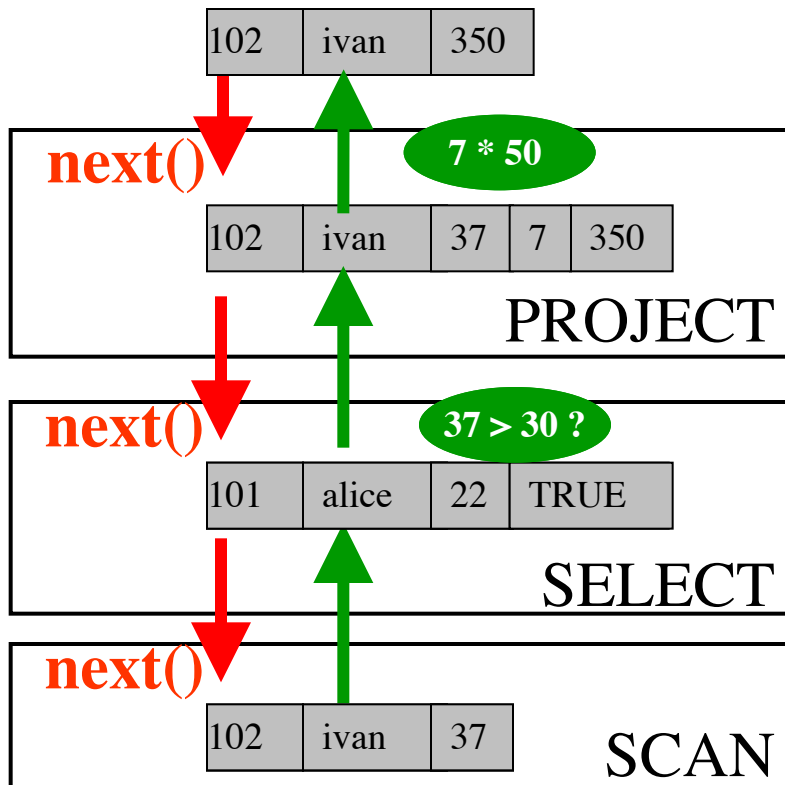 102 ivan 350
next() 7 * 50
102 ivan 37 7 350
PROJECT
next() 37 > 30 ?
101 alice 22 TRUE
SELECT
next()
102 ivan 37
SCAN